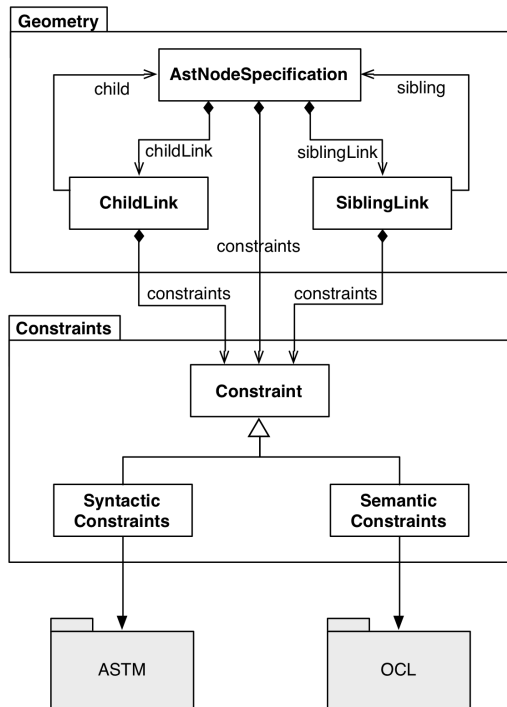 Geometry
AstNodeSpecification
child
sibling
childLink
siblingLink
ChildLink
SiblingLink
constraints
constraints
constraints
Constraints
Constraint
Syntactic
Constraints
Semantic
Constraints
ASTM
OCL